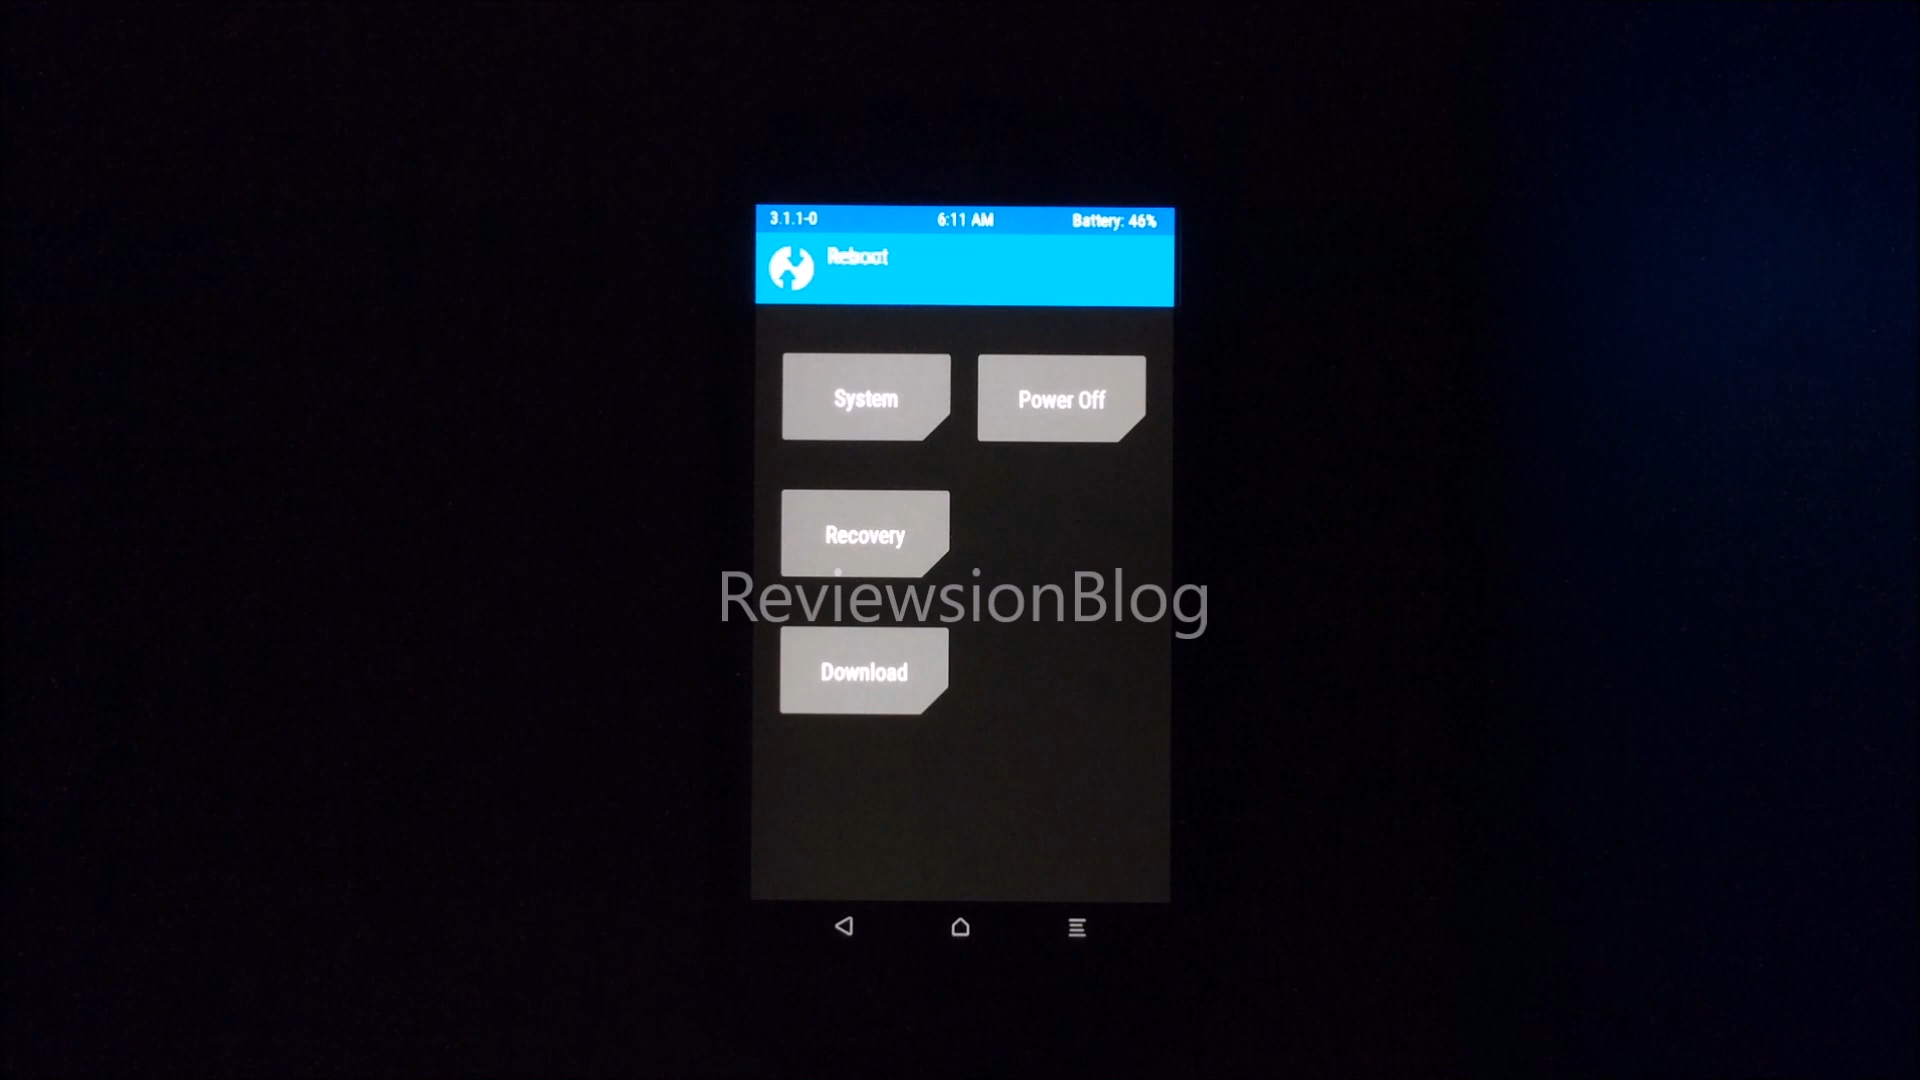 3.1.1-0 6:11 AM Battery: 46%
Reboot
System Power Off
Recovery
ReviewsionBlog
Download